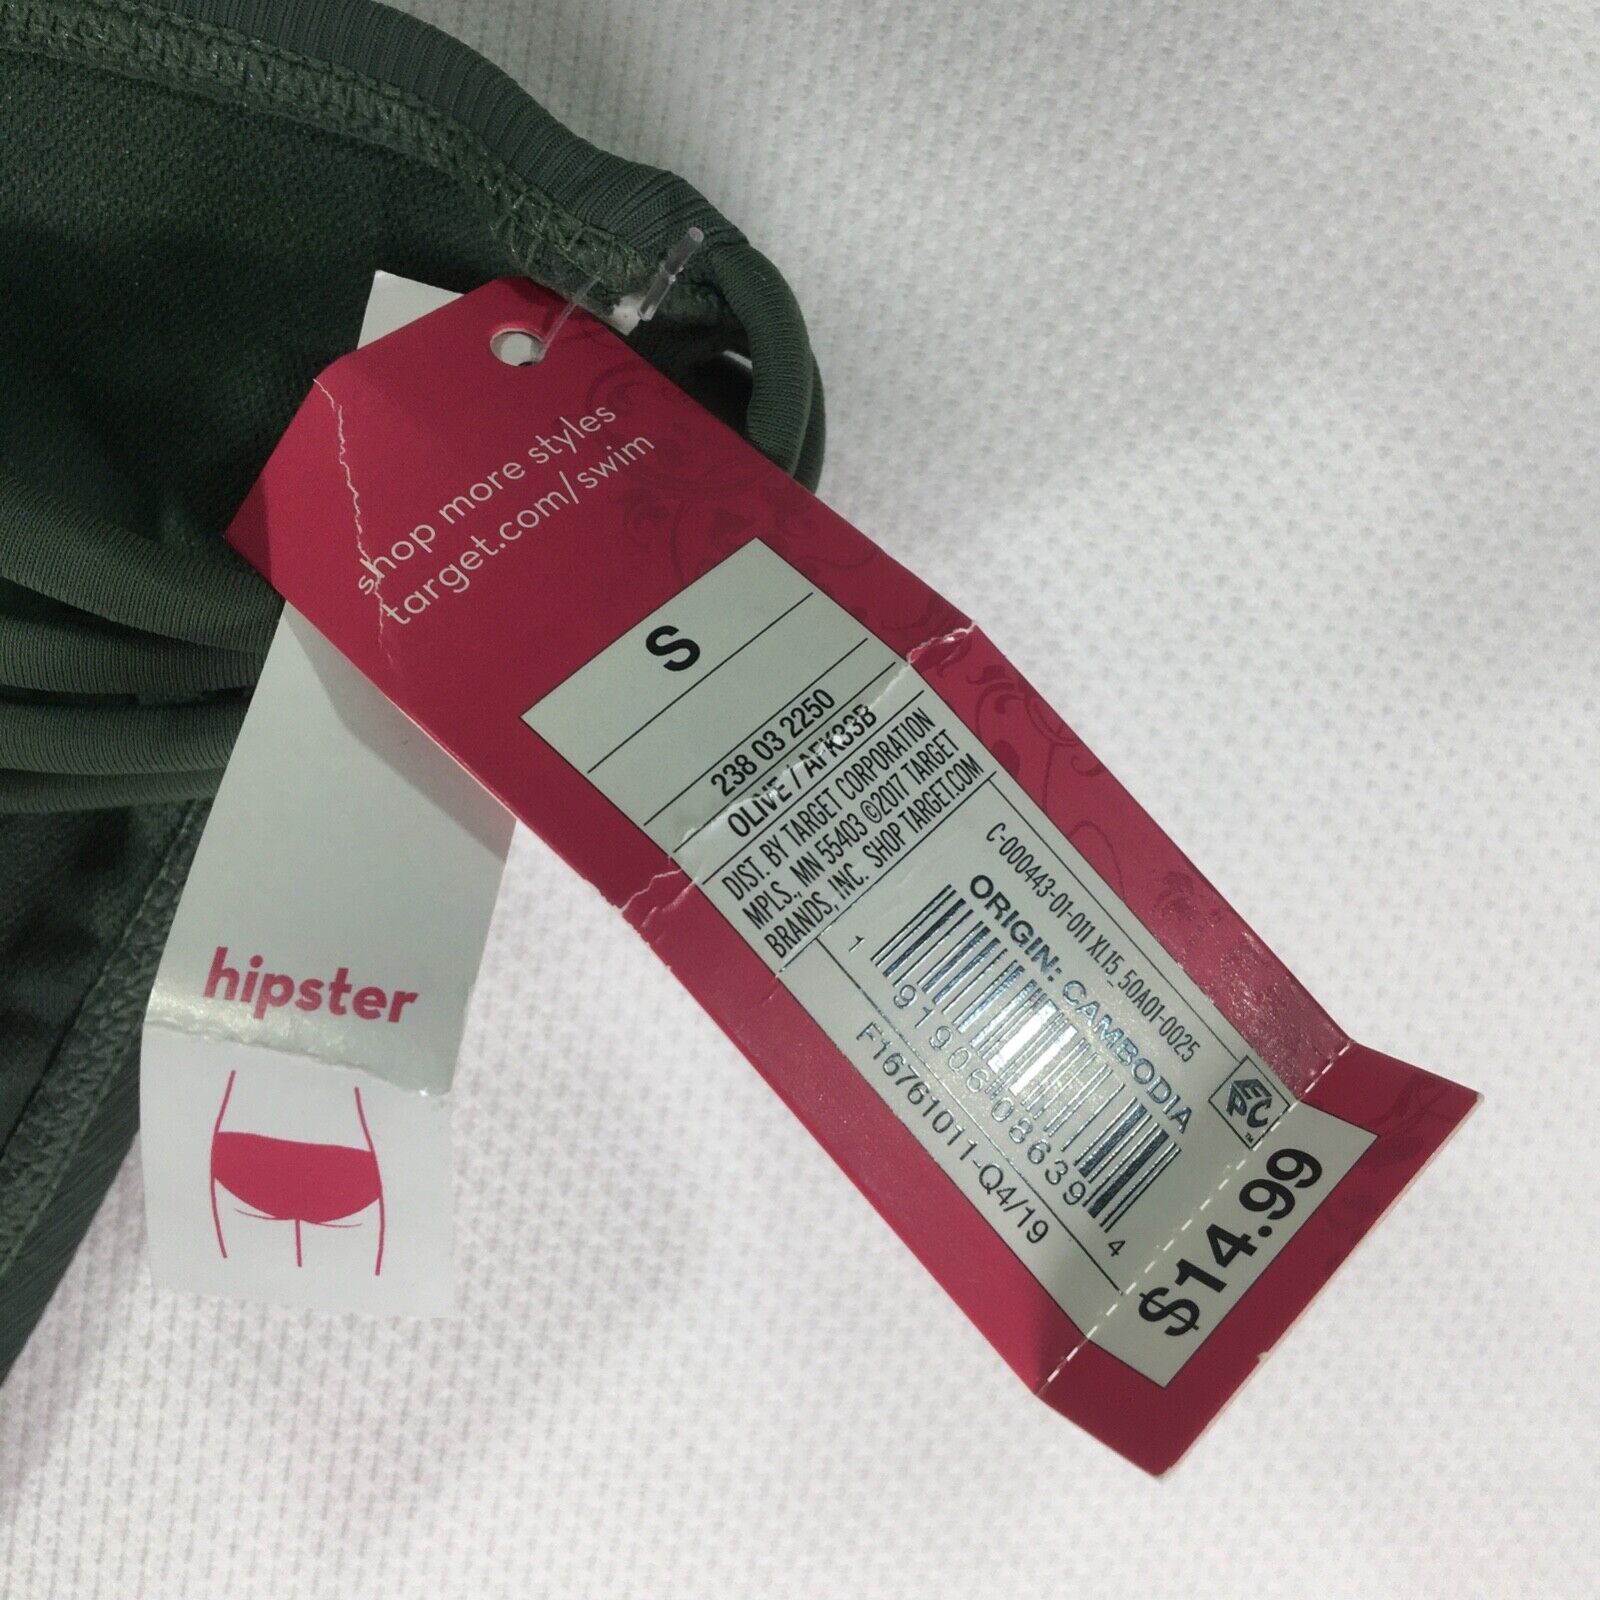 shop more styles
target.com/swim
S
238 03 2250
OLIVE / AFK33B
DIST. BY TARGET CORPORATION
MPLS., MN 55403 ©2017 TARGET
BRANDS, INC. SHOP TARGET.COM
C-000443-01-011 XL15_50A01-0025
ORIGIN: CAMBODIA
1 91906 08639 4
F16761011-Q4/19
EPC™
$14.99
hipster